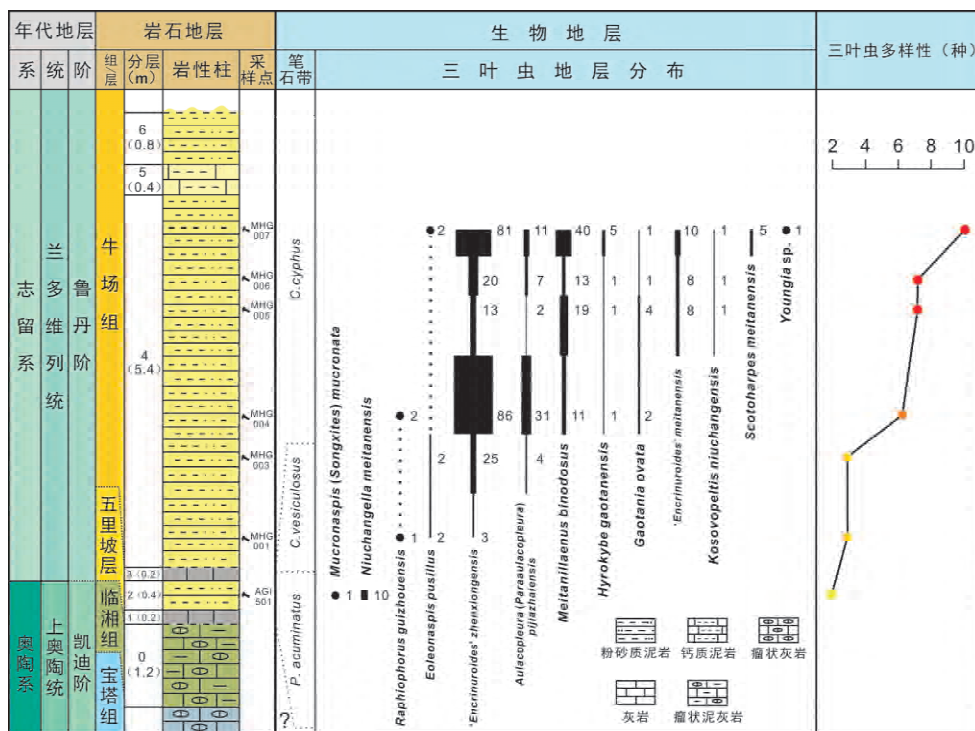 年代地层 岩石地层 生物地层
三叶虫多样性（种）
系 统 阶 组/层 分层(m) 岩性柱 采样点 笔石带 三叶虫地层分布
2 4 6 8 10
志留系
兰多维列统
鲁丹阶
牛场组
五里坡层
临湘组
宝塔组
奥陶系
上奥陶统
凯迪阶
6
(0.8)
5
(0.4)
4
(5.4)
3 (0.2)
2 (0.4)
1 (0.2)
0
(1.2)
MHG
007
MHG
006
MHG
005
MHG
004
MHG
003
MHG
001
AGI
501
C.cyphus
C.vesiculosus
P. acuminatus
?
2 81 11 40 5 1 10 1 5 1
20 7 13 1 1 8 1
13 2 19 1 4 8 1
2 86 31 11 1 2
2 25 4
1 2 3
1 10
Mucronaspis (Songxites) mucronata
Niuchangella meitanensis
Raphiophorus guizhouensis
Eoleonaspis pusillus
'Encrinuroides' zhenxiongensis
Aulacopleura (Paraaulacopleura)
pijiazhaiensis
Meitanillaenus binodosus
Hyrokybe gaotanensis
Gaotania ovata
'Encrinuroides' meitanensis
Kosovopeltis niuchangensis
Scotoharpes meitanensis
Youngia sp.
粉砂质泥岩 钙质泥岩 瘤状灰岩
灰岩 瘤状泥灰岩